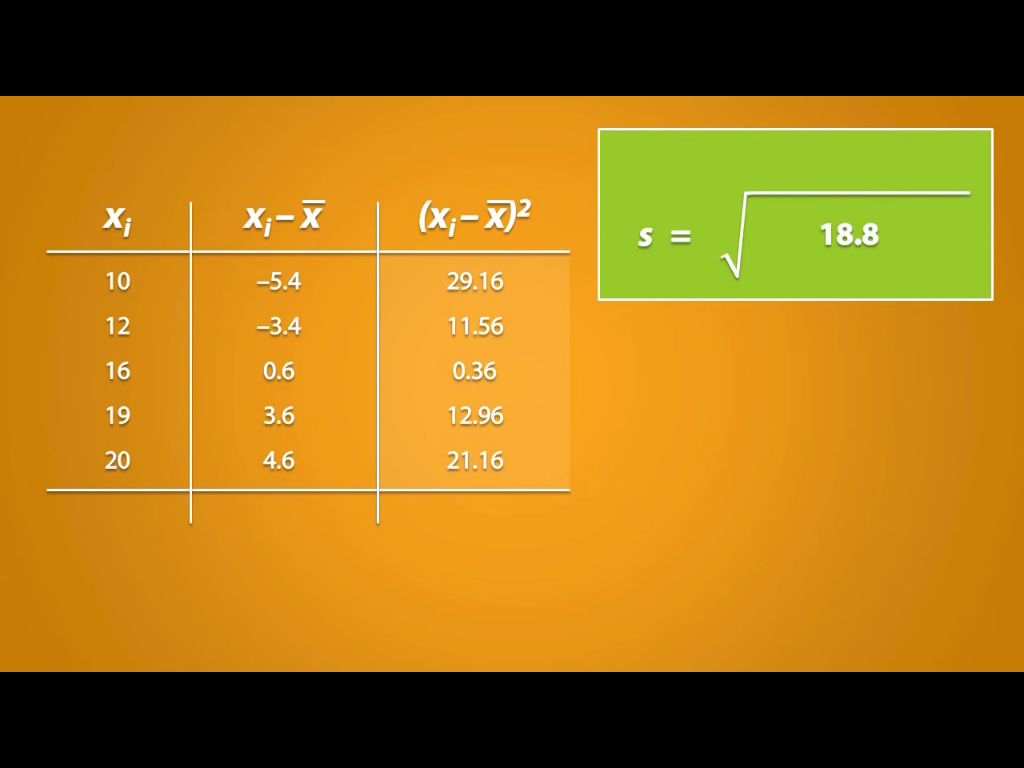 xᵢ xᵢ – x̅ (xᵢ – x̅)²
10 –5.4 29.16
12 –3.4 11.56
16 0.6 0.36
19 3.6 12.96
20 4.6 21.16
s = √18.8